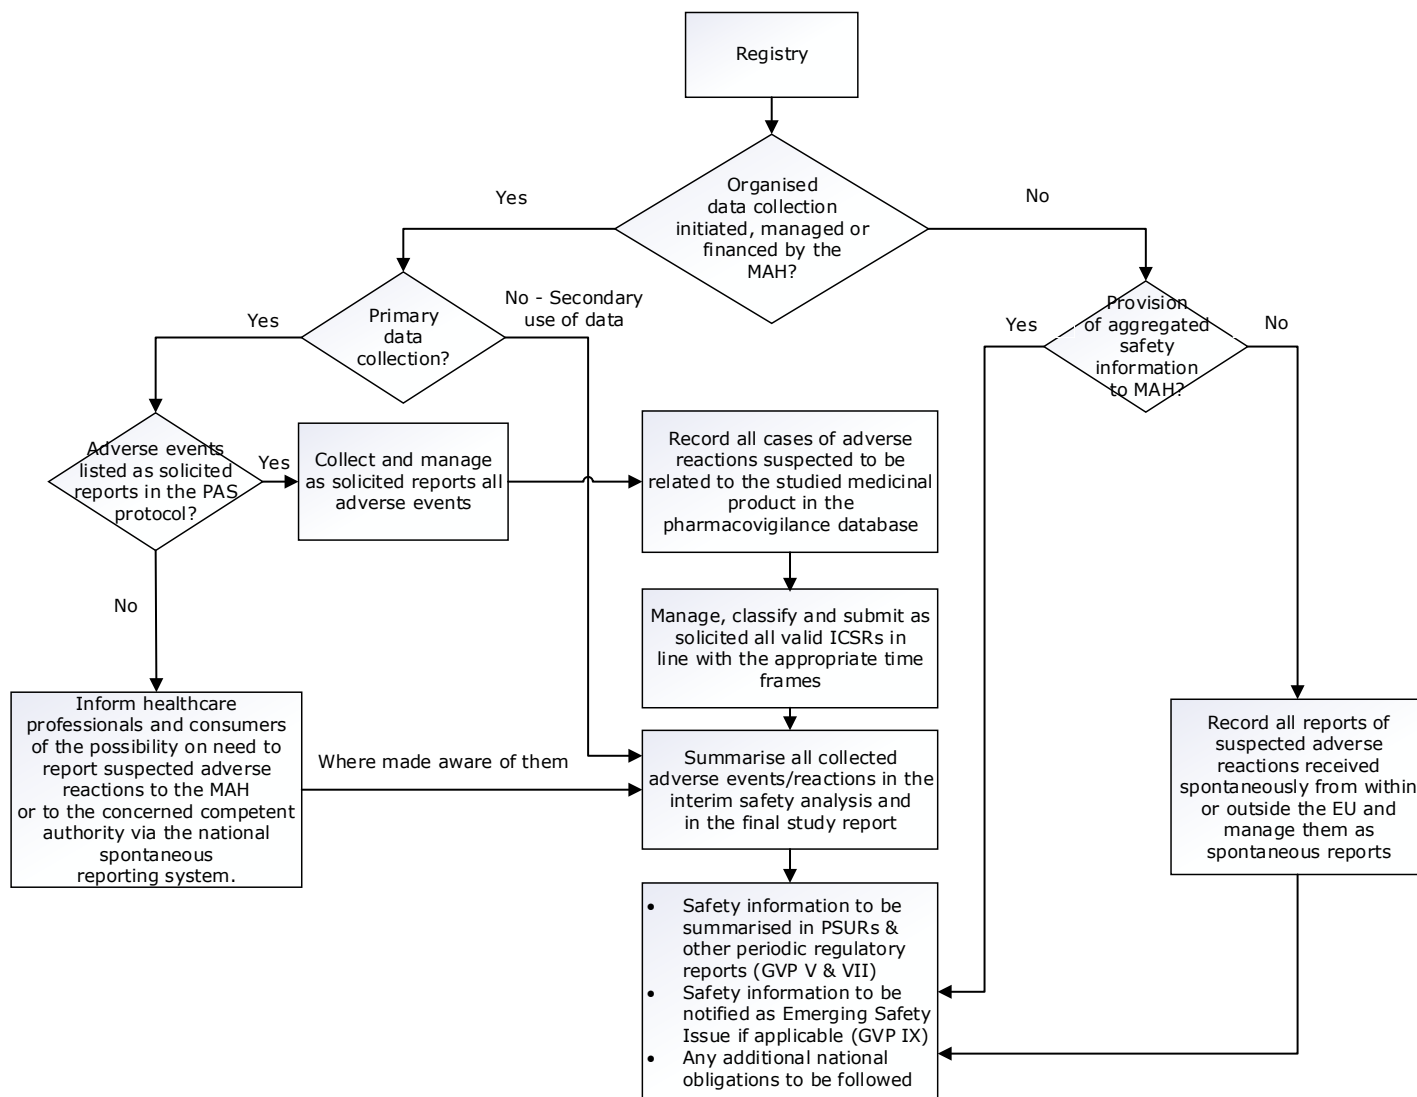 Registry
Organised
data collection
initiated, managed or
financed by the
MAH?
Yes
No
Primary
data
collection?
Yes
No - Secondary
use of data
Provision
of aggregated
safety
information
to MAH?
Yes
No
Adverse events
listed as solicited
reports in the PAS
protocol?
Yes
No
Collect and manage
as solicited reports all
adverse events
Record all cases of adverse
reactions suspected to be
related to the studied medicinal
product in the
pharmacovigilance database
Manage, classify and submit as
solicited all valid ICSRs in
line with the appropriate time
frames
Inform healthcare
professionals and consumers
of the possibility on need to
report suspected adverse
reactions to the MAH
or to the concerned competent
authority via the national
spontaneous
reporting system.
Where made aware of them
Summarise all collected
adverse events/reactions in the
interim safety analysis and
in the final study report
Record all reports of
suspected adverse
reactions received
spontaneously from within
or outside the EU and
manage them as
spontaneous reports
• Safety information to be
summarised in PSURs &
other periodic regulatory
reports (GVP V & VII)
• Safety information to be
notified as Emerging Safety
Issue if applicable (GVP IX)
• Any additional national
obligations to be followed